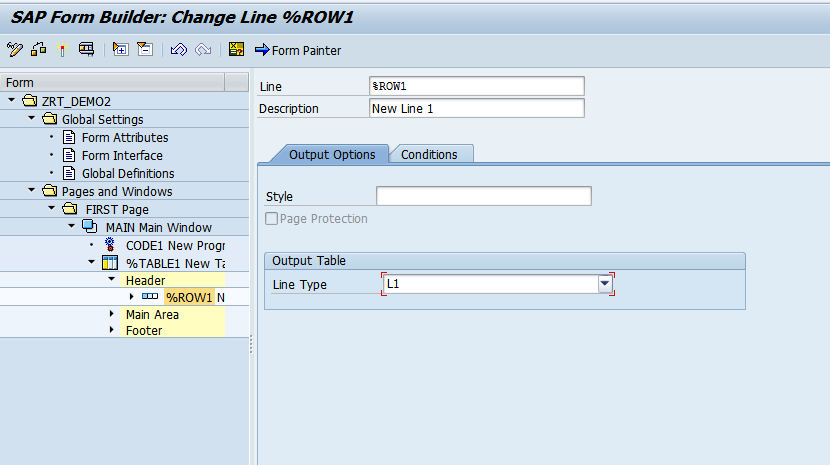 SAP Form Builder: Change Line %ROW1
Form Painter
Form
ZRT_DEMO2
Global Settings
Form Attributes
Form Interface
Global Definitions
Pages and Windows
FIRST Page
MAIN Main Window
CODE1 New Progr
%TABLE1 New Ta
Header
%ROW1 N
Main Area
Footer
Line %ROW1
Description New Line 1
Output Options Conditions
Style
Page Protection
Output Table
Line Type L1